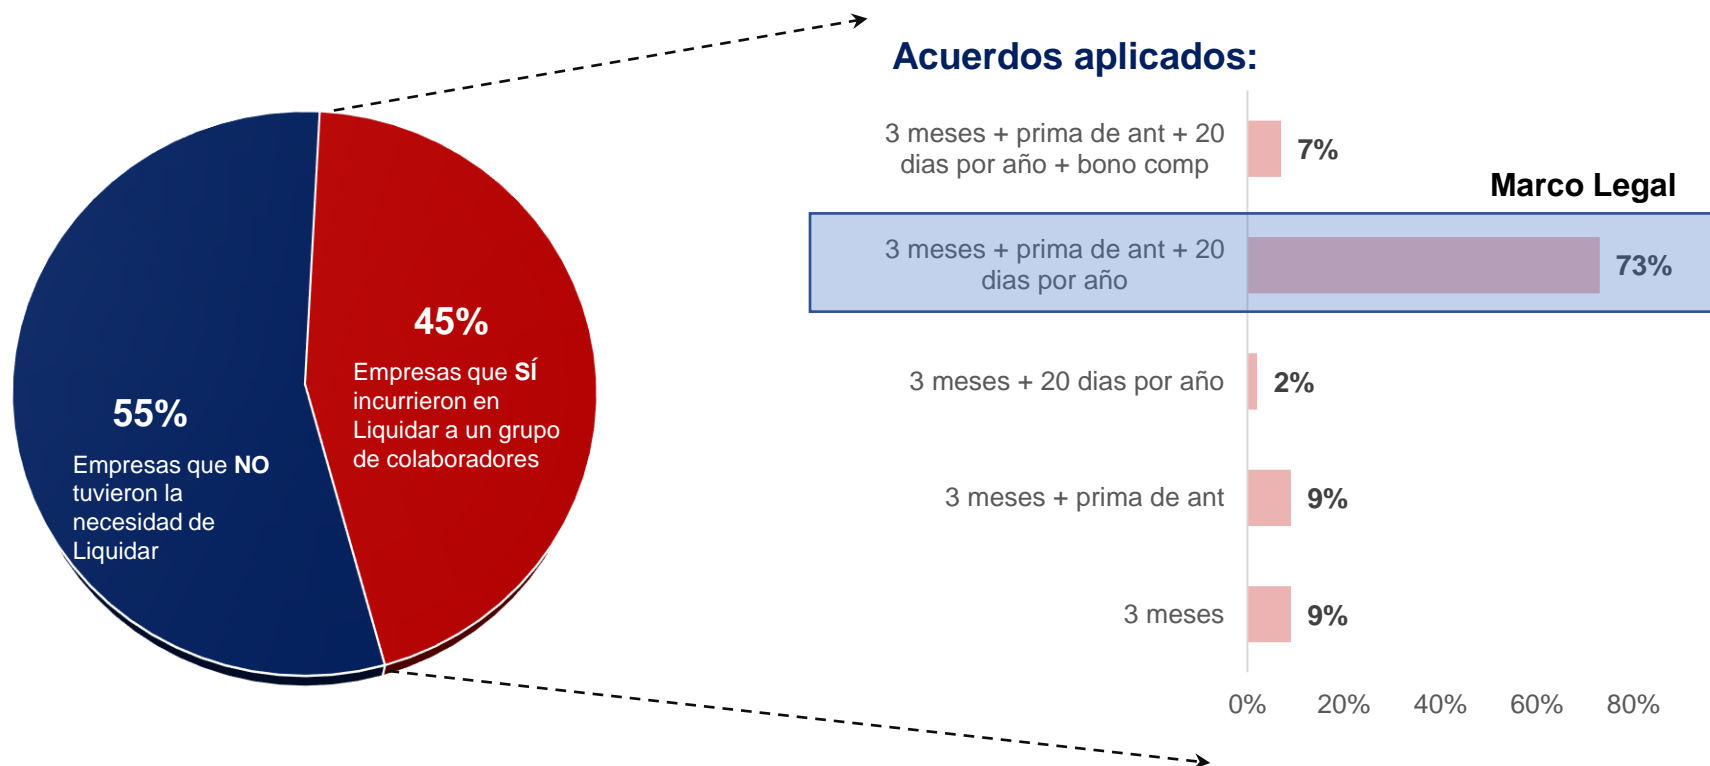 55%
Empresas que NO
tuvieron la
necesidad de
Liquidar
45%
Empresas que SÍ
incurrieron en
Liquidar a un grupo
de colaboradores
Acuerdos aplicados:
3 meses + prima de ant + 20
dias por año + bono comp
7%
Marco Legal
3 meses + prima de ant + 20
dias por año
73%
3 meses + 20 dias por año
2%
3 meses + prima de ant
9%
3 meses
9%
0% 20% 40% 60% 80%